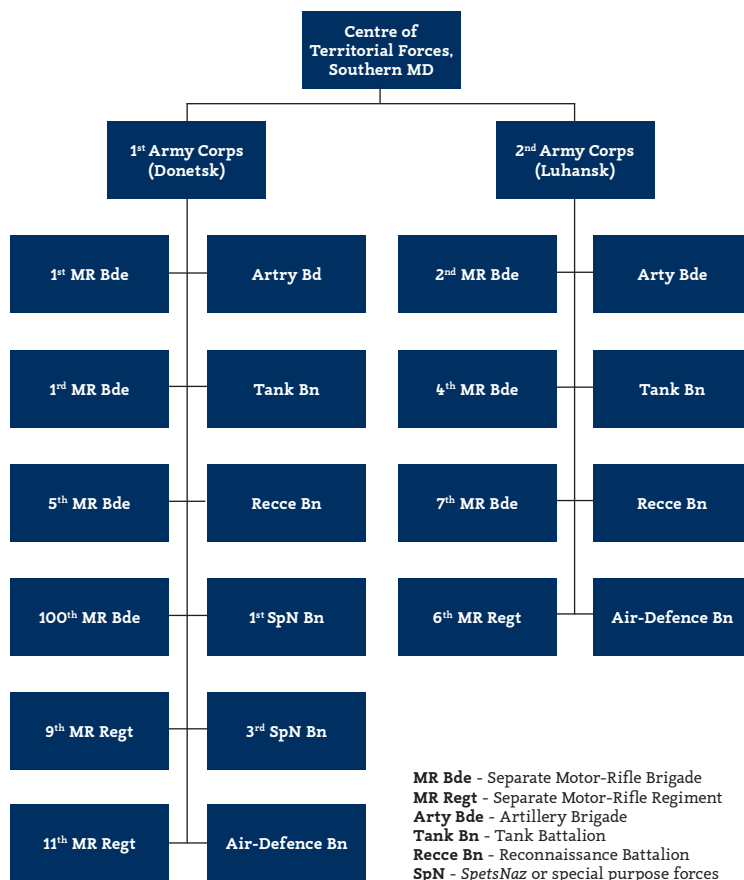 Centre of
Territorial Forces,
Southern MD
1st Army Corps
(Donetsk)
2nd Army Corps
(Luhansk)
1st MR Bde
Artry Bd
2nd MR Bde
Arty Bde
1rd MR Bde
Tank Bn
4th MR Bde
Tank Bn
5th MR Bde
Recce Bn
7th MR Bde
Recce Bn
100th MR Bde
1st SpN Bn
6th MR Regt
Air-Defence Bn
9th MR Regt
3rd SpN Bn
11th MR Regt
Air-Defence Bn
MR Bde - Separate Motor-Rifle Brigade
MR Regt - Separate Motor-Rifle Regiment
Arty Bde - Artillery Brigade
Tank Bn - Tank Battalion
Recce Bn - Reconnaissance Battalion
SpN - SpetsNaz or special purpose forces